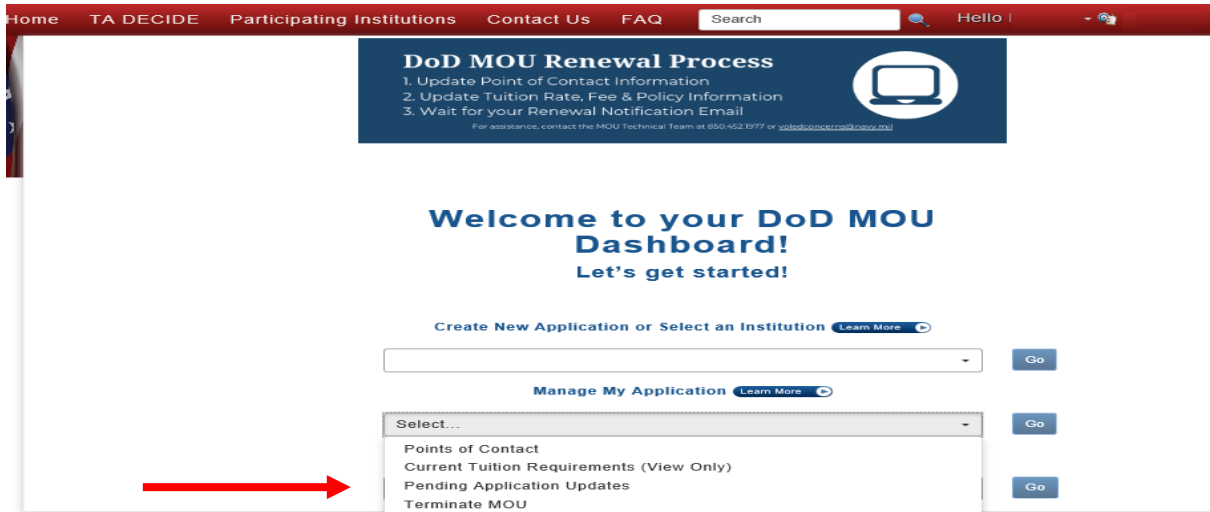 Home TA DECIDE Participating Institutions Contact Us FAQ Search Hello
DoD MOU Renewal Process
1. Update Point of Contact Information
2. Update Tuition Rate, Fee & Policy Information
3. Wait for your Renewal Notification Email
For assistance, contact the MOU Technical Team at 850.452.1977 or voledconcerns@navy.mil
Welcome to your DoD MOU
Dashboard!
Let's get started!
Create New Application or Select an Institution Learn More
Go
Manage My Application Learn More
Select... Go
Points of Contact
Current Tuition Requirements (View Only)
Pending Application Updates Go
Terminate MOU